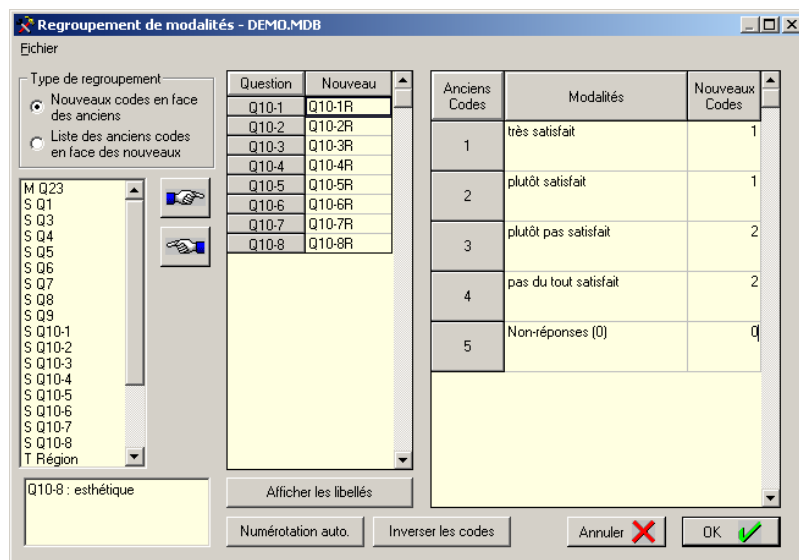 Regroupement de modalités - DEMO.MDB
Fichier
Type de regroupement
Nouveaux codes en face
des anciens
Liste des anciens codes
en face des nouveaux
M Q23
S Q1
S Q3
S Q4
S Q5
S Q6
S Q7
S Q8
S Q9
S Q10-1
S Q10-2
S Q10-3
S Q10-4
S Q10-5
S Q10-6
S Q10-7
S Q10-8
T Région
Q10-8 : esthétique
Question Nouveau
Q10-1 Q10-1R
Q10-2 Q10-2R
Q10-3 Q10-3R
Q10-4 Q10-4R
Q10-5 Q10-5R
Q10-6 Q10-6R
Q10-7 Q10-7R
Q10-8 Q10-8R
Afficher les libellés
Anciens Codes Modalités Nouveaux Codes
1 très satisfait 1
2 plutôt satisfait 1
3 plutôt pas satisfait 2
4 pas du tout satisfait 2
5 Non-réponses (0) 0
Numérotation auto. Inverser les codes Annuler OK